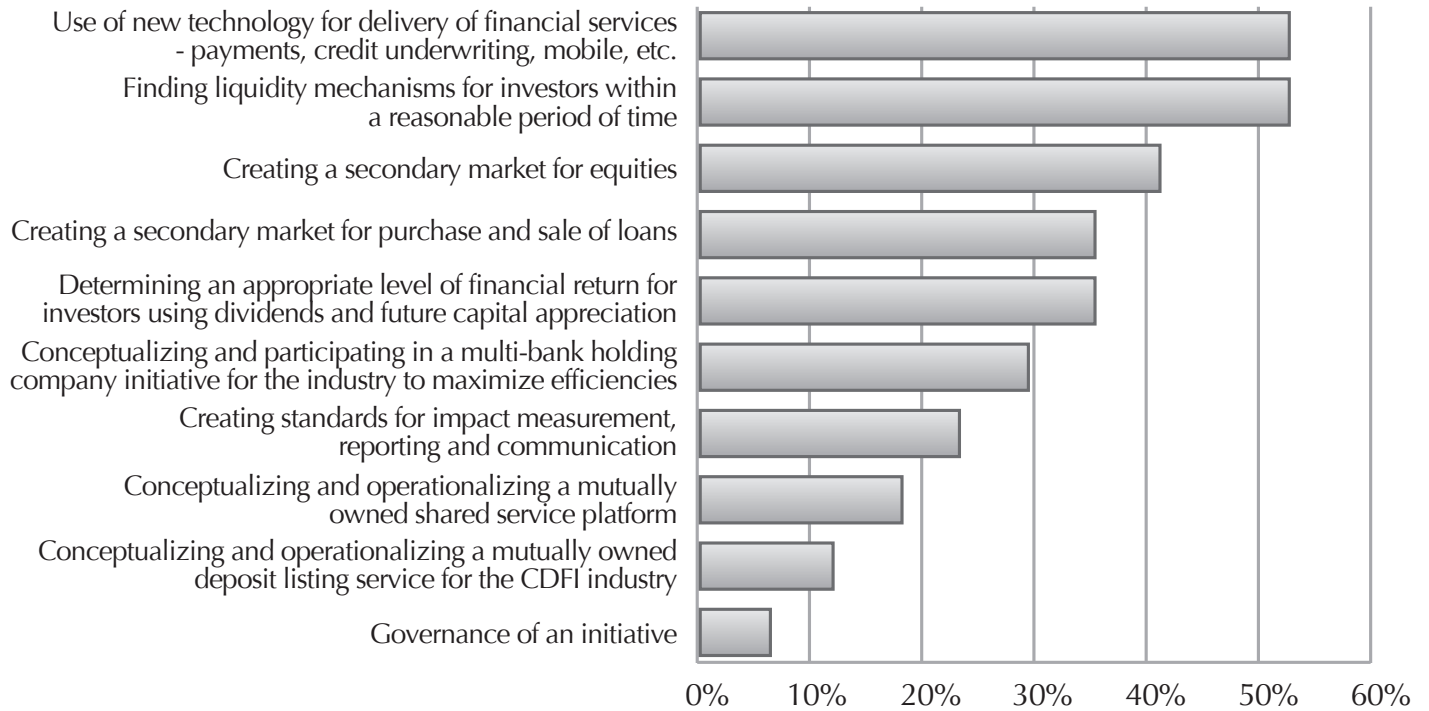 Use of new technology for delivery of financial services
- payments, credit underwriting, mobile, etc.
Finding liquidity mechanisms for investors within
a reasonable period of time
Creating a secondary market for equities
Creating a secondary market for purchase and sale of loans
Determining an appropriate level of financial return for
investors using dividends and future capital appreciation
Conceptualizing and participating in a multi-bank holding
company initiative for the industry to maximize efficiencies
Creating standards for impact measurement,
reporting and communication
Conceptualizing and operationalizing a mutually
owned shared service platform
Conceptualizing and operationalizing a mutually owned
deposit listing service for the CDFI industry
Governance of an initiative
0% 10% 20% 30% 40% 50% 60%